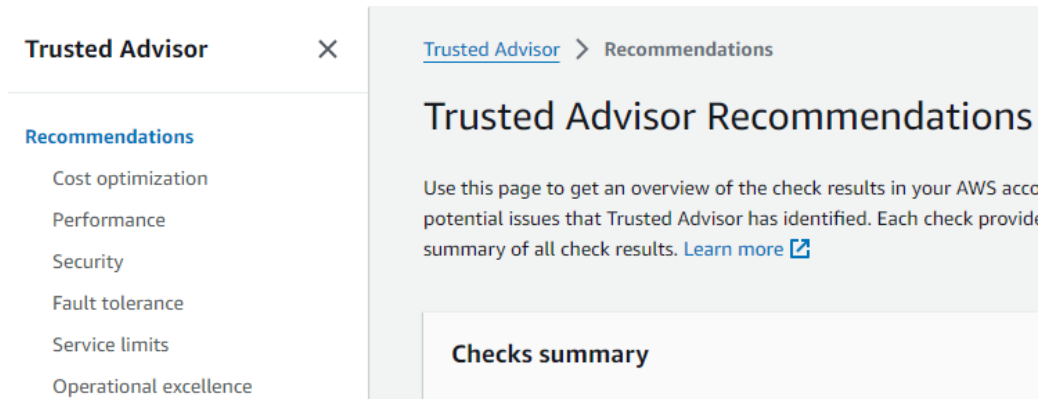 Trusted Advisor
Recommendations
Cost optimization
Performance
Security
Fault tolerance
Service limits
Operational excellence
Trusted Advisor > Recommendations
Trusted Advisor Recommendations
Use this page to get an overview of the check results in your AWS acco
potential issues that Trusted Advisor has identified. Each check provide
summary of all check results. Learn more
Checks summary